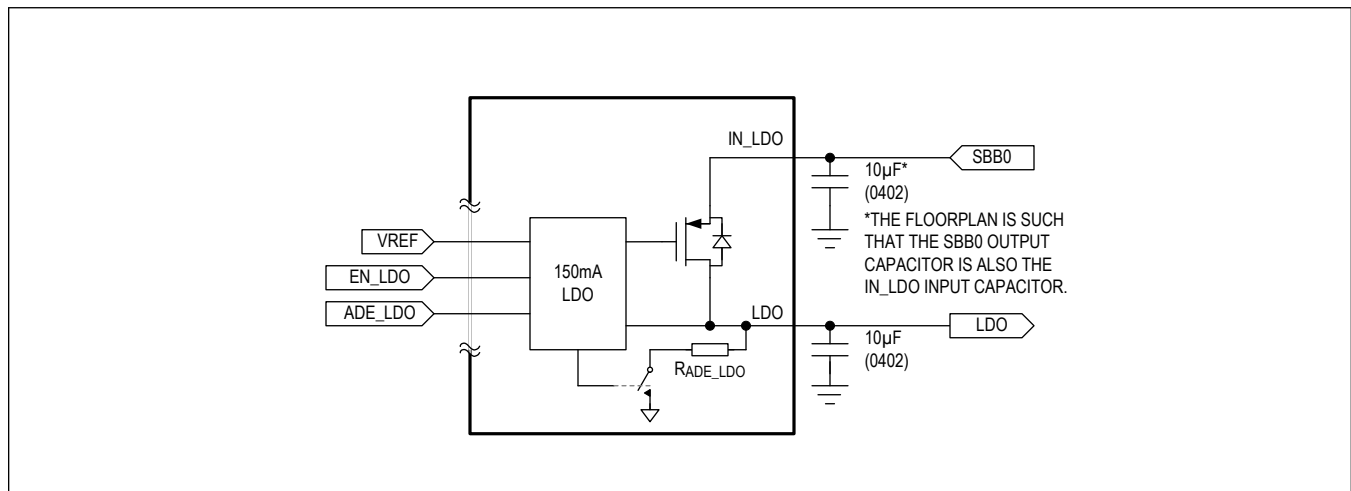 IN_LDO
SBB0
10µF*
(0402)
*THE FLOORPLAN IS SUCH
THAT THE SBB0 OUTPUT
CAPACITOR IS ALSO THE
IN_LDO INPUT CAPACITOR.
VREF
EN_LDO
ADE_LDO
150mA
LDO
LDO
LDO
10µF
(0402)
RADE_LDO